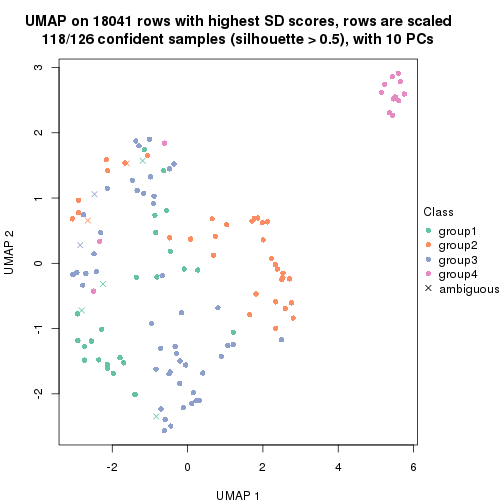 UMAP on 18041 rows with highest SD scores, rows are scaled
118/126 confident samples (silhouette > 0.5), with 10 PCs
3
2
1
0
-1
-2
UMAP 2
-2
0
2
4
6
UMAP 1
Class
group1
group2
group3
group4
ambiguous